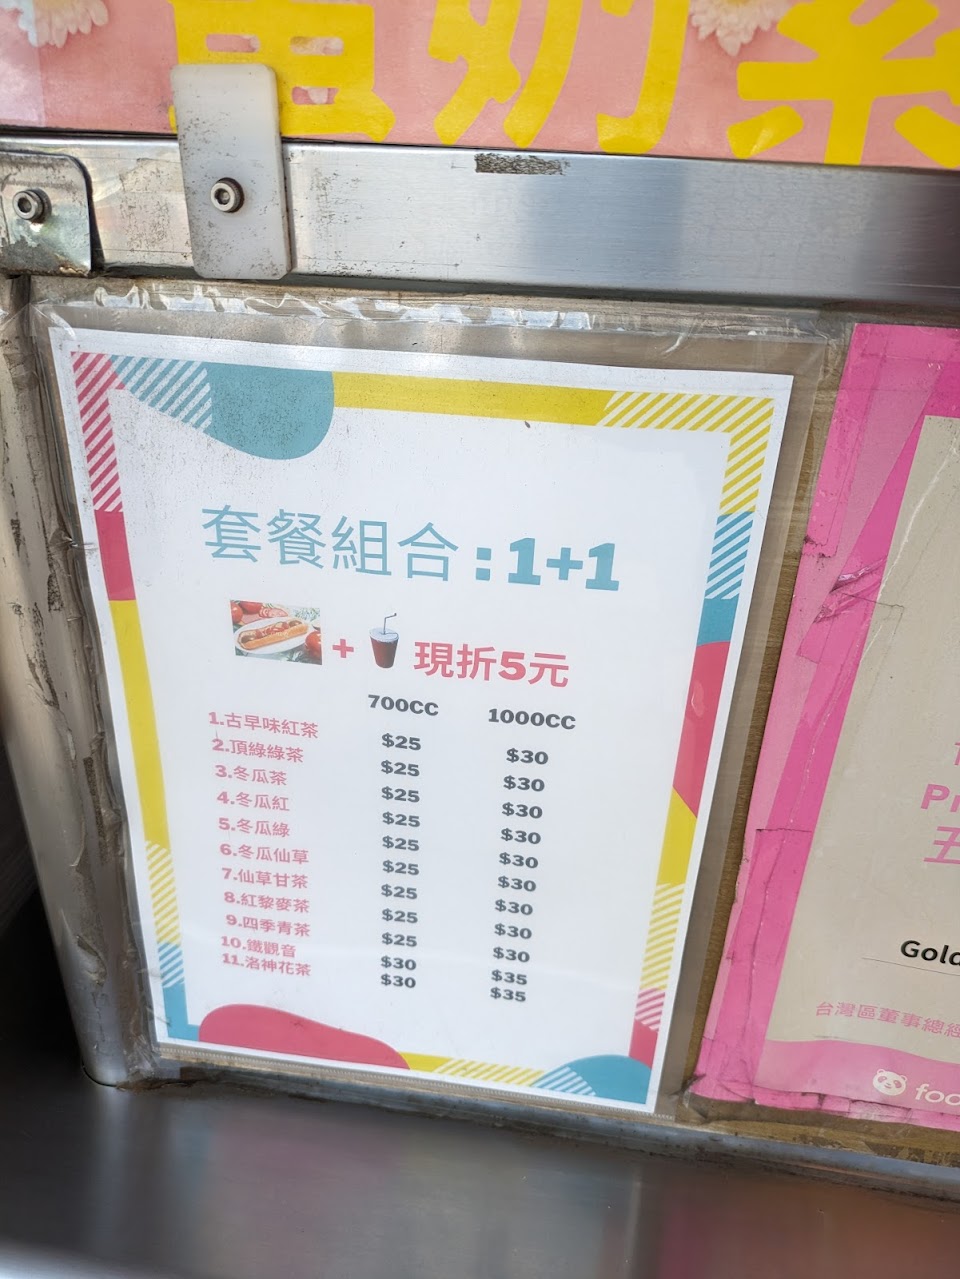 套餐組合:1+1
+ 現折5元
700CC 1000CC
1.古早味紅茶 $25 $30
2.頂綠綠茶 $25 $30
3.冬瓜茶 $25 $30
4.冬瓜紅 $25 $30
5.冬瓜綠 $25 $30
6.冬瓜仙草 $25 $30
7.仙草甘茶 $25 $30
8.紅藜麥茶 $25 $30
9.四季青茶 $25 $30
10.鐵觀音 $30 $35
11.洛神花茶 $30 $35
Pr
五
Gold
台灣區董事總經
foo